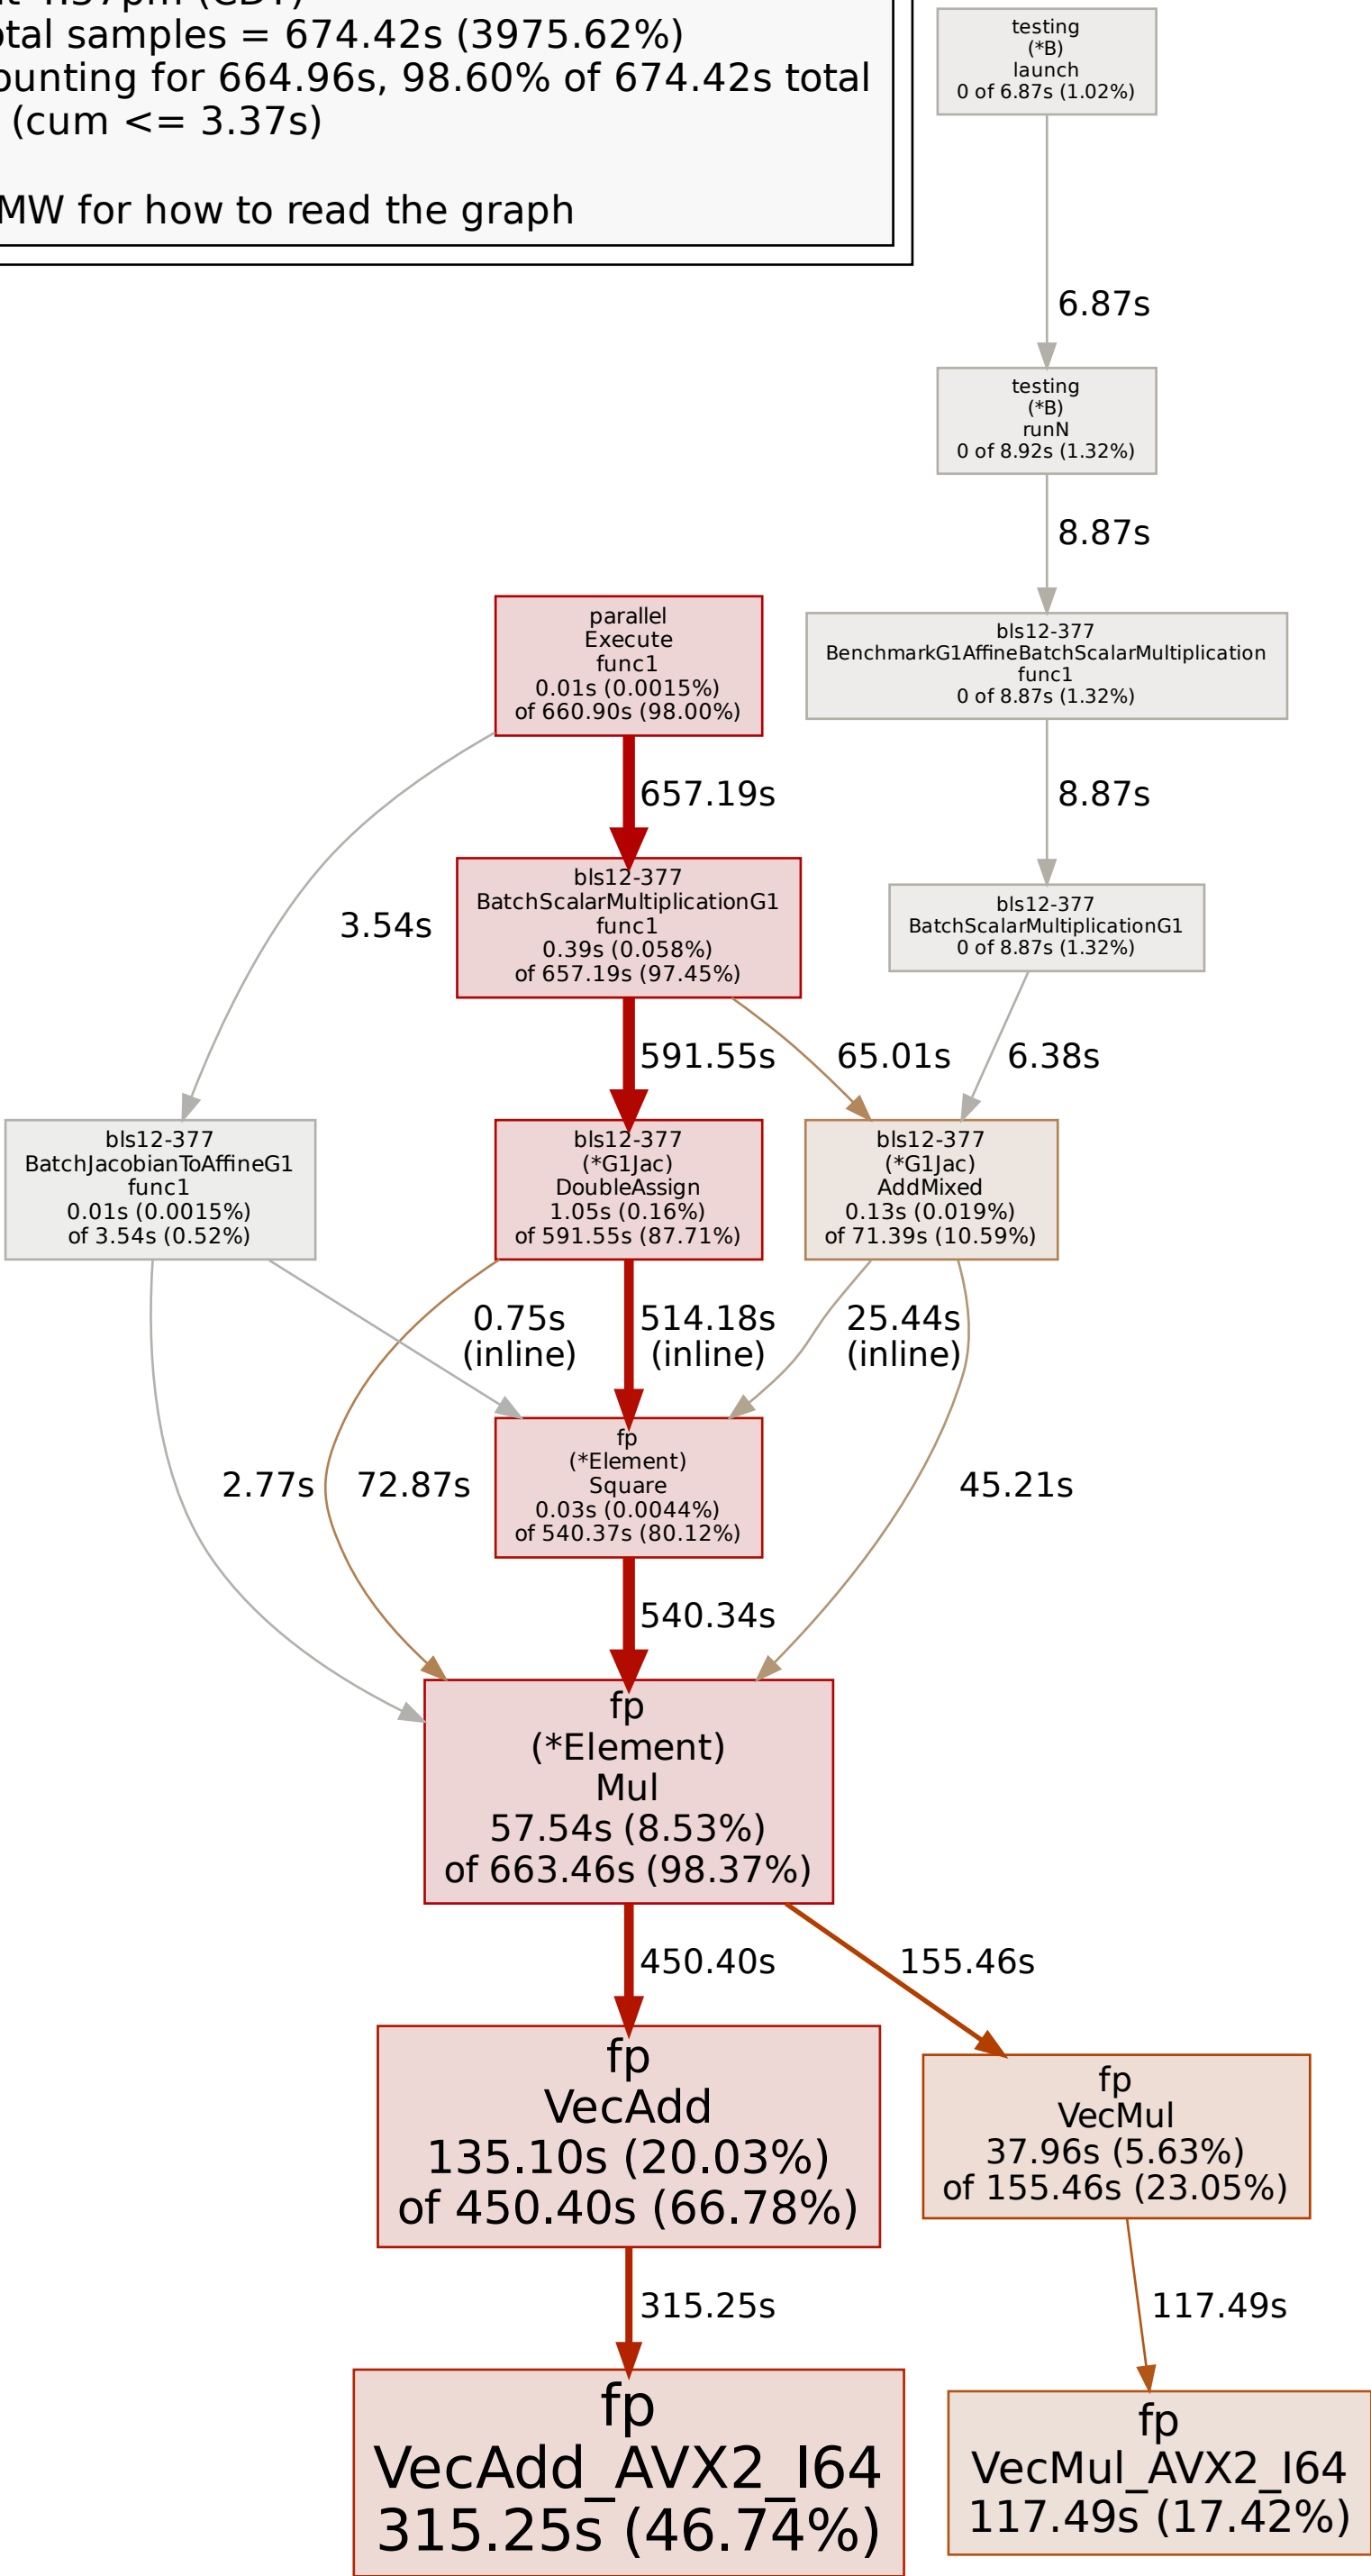 otal samples = 674.42s (3975.62%)
ounting for 664.96s, 98.60% of 674.42s total
(cum <= 3.37s)
MW for how to read the graph
testing
(*B)
launch
0 of 6.87s (1.02%)
6.87s
testing
(*B)
runN
0 of 8.92s (1.32%)
8.87s
parallel
Execute
func1
0.01s (0.0015%)
of 660.90s (98.00%)
bls12-377
BenchmarkG1AffineBatchScalarMultiplication
func1
0 of 8.87s (1.32%)
657.19s
8.87s
3.54s
bls12-377
BatchScalarMultiplicationG1
func1
0.39s (0.058%)
of 657.19s (97.45%)
bls12-377
BatchScalarMultiplicationG1
0 of 8.87s (1.32%)
591.55s
65.01s
6.38s
bls12-377
BatchJacobianToAffineG1
func1
0.01s (0.0015%)
of 3.54s (0.52%)
bls12-377
(*G1Jac)
DoubleAssign
1.05s (0.16%)
of 591.55s (87.71%)
bls12-377
(*G1Jac)
AddMixed
0.13s (0.019%)
of 71.39s (10.59%)
0.75s
(inline)
514.18s
(inline)
25.44s
(inline)
2.77s
72.87s
fp
(*Element)
Square
0.03s (0.0044%)
of 540.37s (80.12%)
45.21s
540.34s
fp
(*Element)
Mul
57.54s (8.53%)
of 663.46s (98.37%)
450.40s
155.46s
fp
VecAdd
135.10s (20.03%)
of 450.40s (66.78%)
fp
VecMul
37.96s (5.63%)
of 155.46s (23.05%)
315.25s
117.49s
fp
VecAdd_AVX2_I64
315.25s (46.74%)
fp
VecMul_AVX2_I64
117.49s (17.42%)